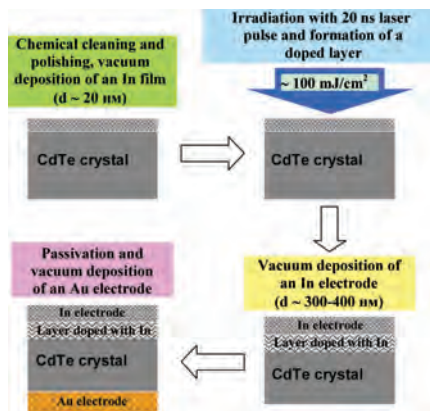 Chemical cleaning and
polishing, vacuum
deposition of an In film
(d ~ 20 нм)
CdTe crystal
Irradiation with 20 ns laser
pulse and formation of a
doped layer
~ 100 mJ/cm²
CdTe crystal
Vacuum deposition of
an In electrode
(d ~ 300-400 нм)
In electrode
Layer doped with In
CdTe crystal
Passivation and
vacuum deposition
of an Au electrode
In electrode
Layer doped with In
CdTe crystal
Au electrode